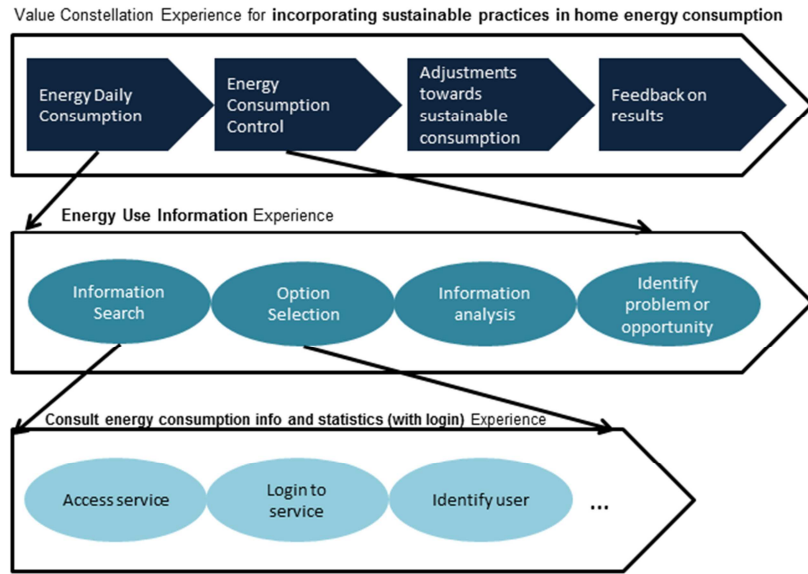 Value Constellation Experience for incorporating sustainable practices in home energy consumption
Energy Daily
Consumption
Energy
Consumption
Control
Adjustments
towards
sustainable
consumption
Feedback on
results
Energy Use Information Experience
Information
Search
Option
Selection
Information
analysis
Identify
problem or
opportunity
Consult energy consumption info and statistics (with login) Experience
Access service
Login to
service
Identify user
...